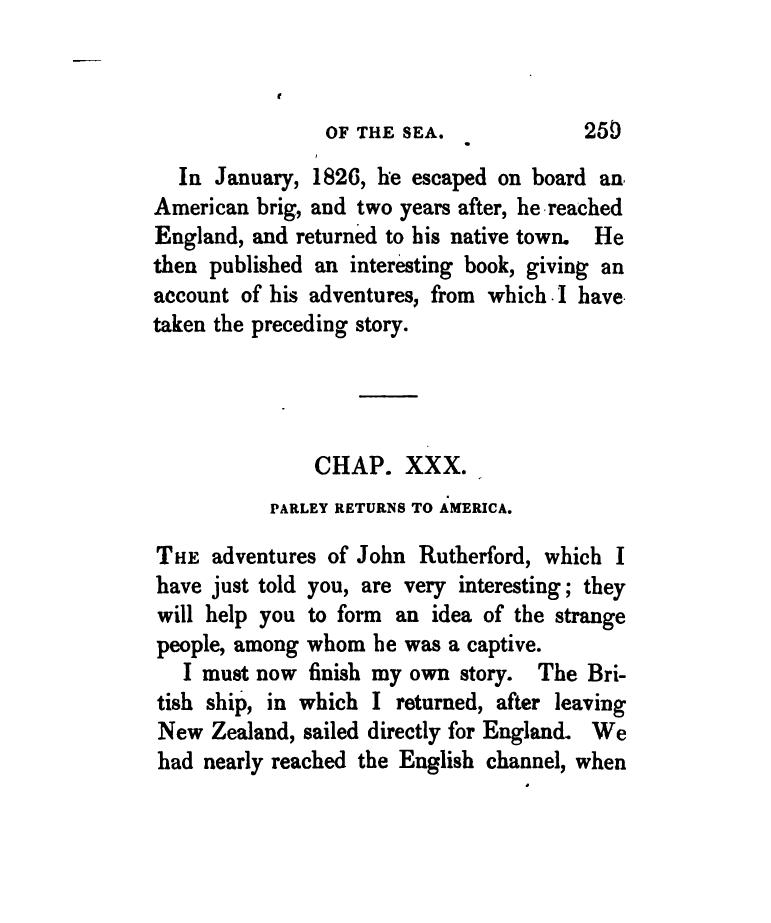 OF THE SEA. 259
In January, 1826, he escaped on board an
American brig, and two years after, he reached
England, and returned to his native town. He
then published an interesting book, giving an
account of his adventures, from which I have
taken the preceding story.
CHAP. XXX.
PARLEY RETURNS TO AMERICA.
THE adventures of John Rutherford, which I
have just told you, are very interesting; they
will help you to form an idea of the strange
people, among whom he was a captive.
I must now finish my own story. The Bri-
tish ship, in which I returned, after leaving
New Zealand, sailed directly for England. We
had nearly reached the English channel, when